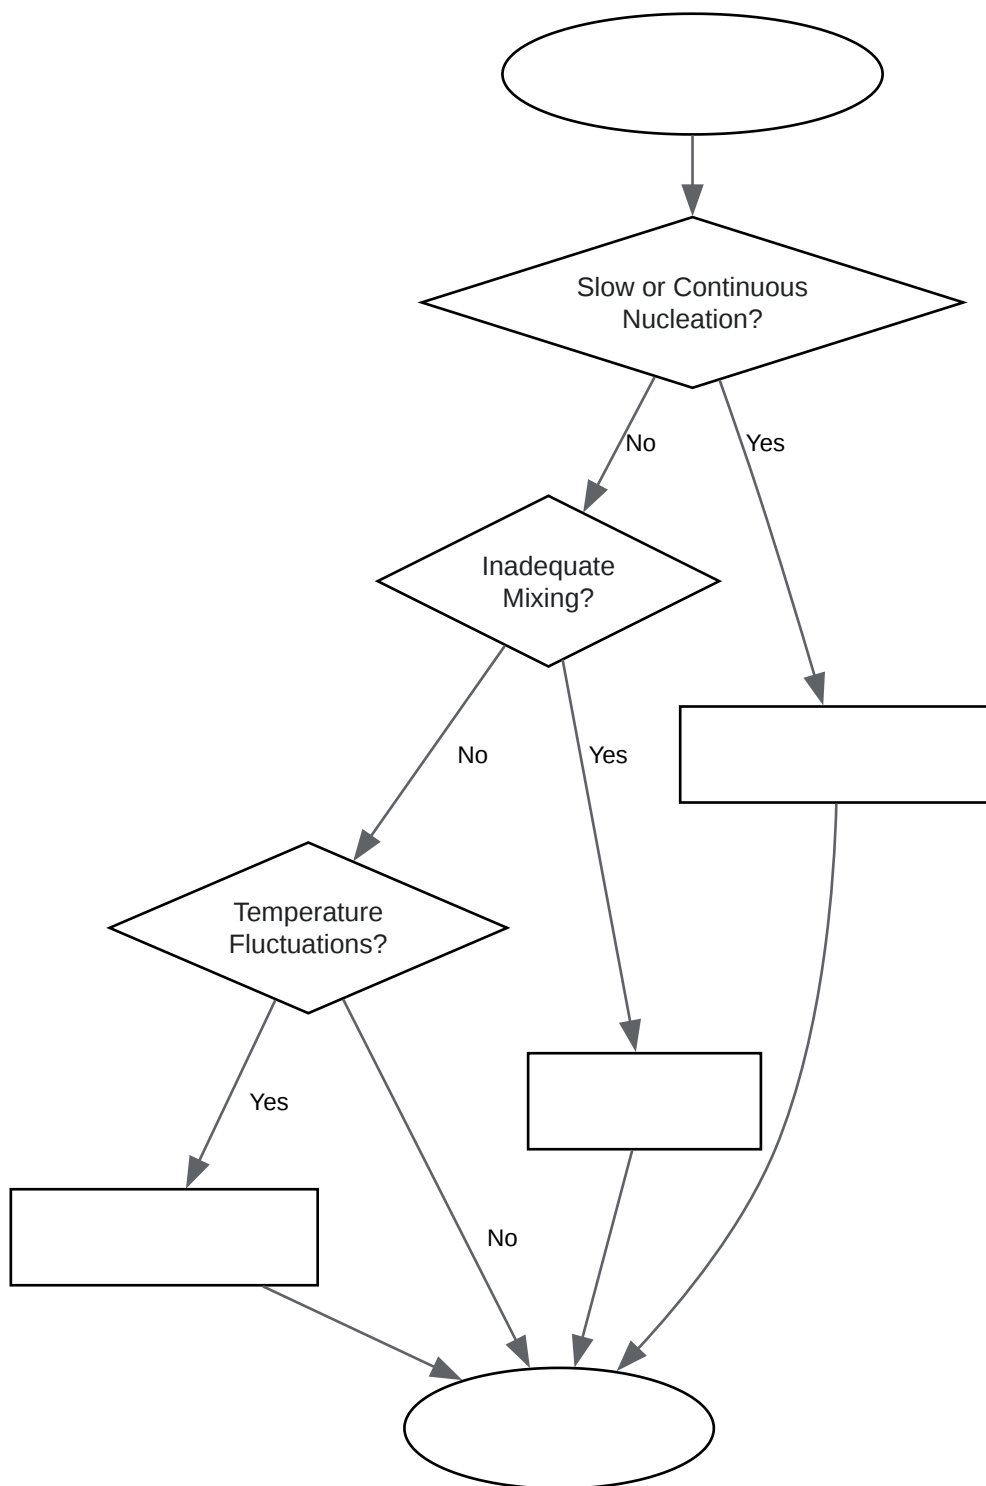 Slow or Continuous
Nucleation?
No
Yes
Inadequate
Mixing?
No
Yes
Temperature
Fluctuations?
Yes
No